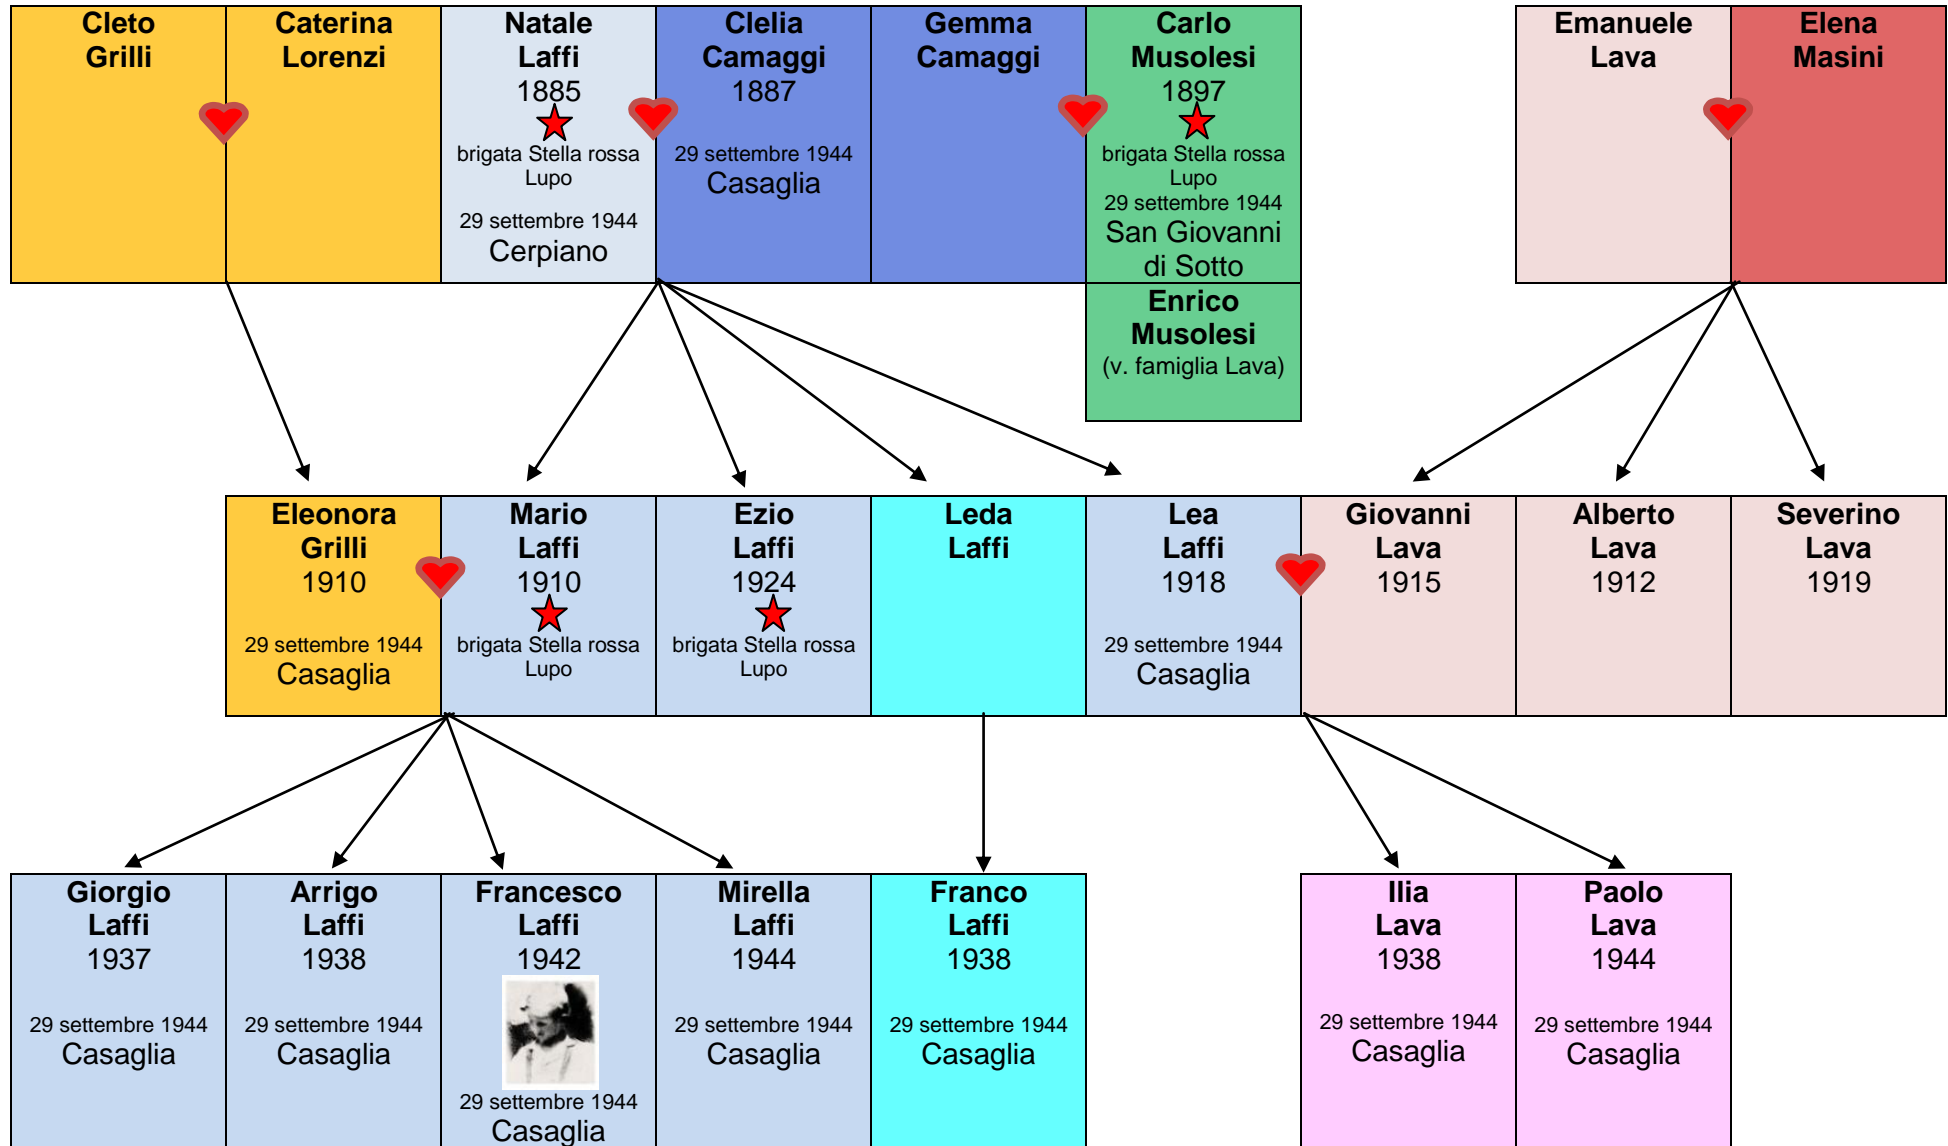 Cleto
Grilli
Caterina
Lorenzi
Natale
Laffi
1885
brigata Stella rossa
Lupo
29 settembre 1944
Cerpiano
Clelia
Camaggi
1887
29 settembre 1944
Casaglia
Gemma
Camaggi
Carlo
Musolesi
1897
brigata Stella rossa
Lupo
29 settembre 1944
San Giovanni
di Sotto
Enrico
Musolesi
(v. famiglia Lava)
Emanuele
Lava
Elena
Masini
Eleonora
Grilli
1910
29 settembre 1944
Casaglia
Mario
Laffi
1910
brigata Stella rossa
Lupo
Ezio
Laffi
1924
brigata Stella rossa
Lupo
Leda
Laffi
Lea
Laffi
1918
29 settembre 1944
Casaglia
Giovanni
Lava
1915
Alberto
Lava
1912
Severino
Lava
1919
Giorgio
Laffi
1937
29 settembre 1944
Casaglia
Arrigo
Laffi
1938
29 settembre 1944
Casaglia
Francesco
Laffi
1942
29 settembre 1944
Casaglia
Mirella
Laffi
1944
29 settembre 1944
Casaglia
Franco
Laffi
1938
29 settembre 1944
Casaglia
Ilia
Lava
1938
29 settembre 1944
Casaglia
Paolo
Lava
1944
29 settembre 1944
Casaglia